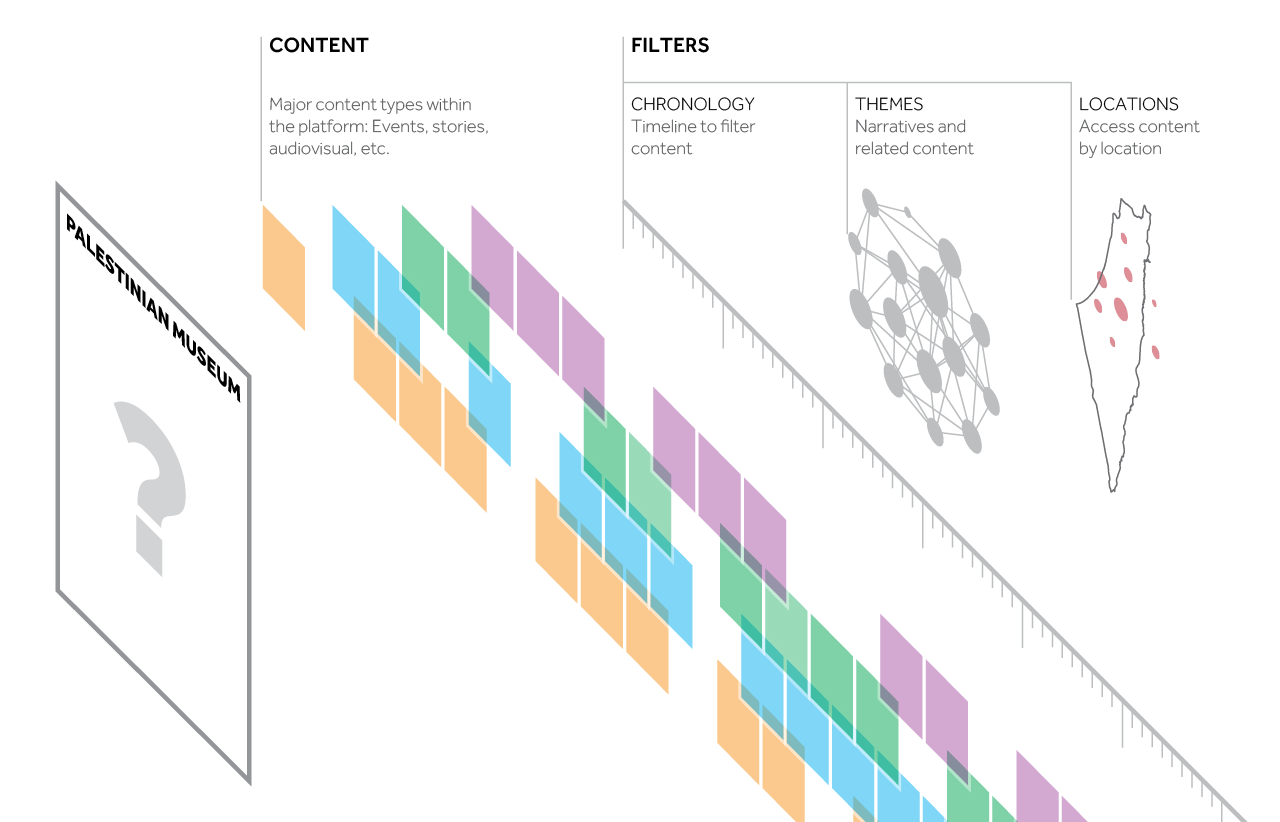 CONTENT
Major content types within
the platform: Events, stories,
audiovisual, etc.
FILTERS
CHRONOLOGY
Timeline to filter
content
THEMES
Narratives and
related content
LOCATIONS
Access content
by location
PALESTINIAN MUSEUM
?